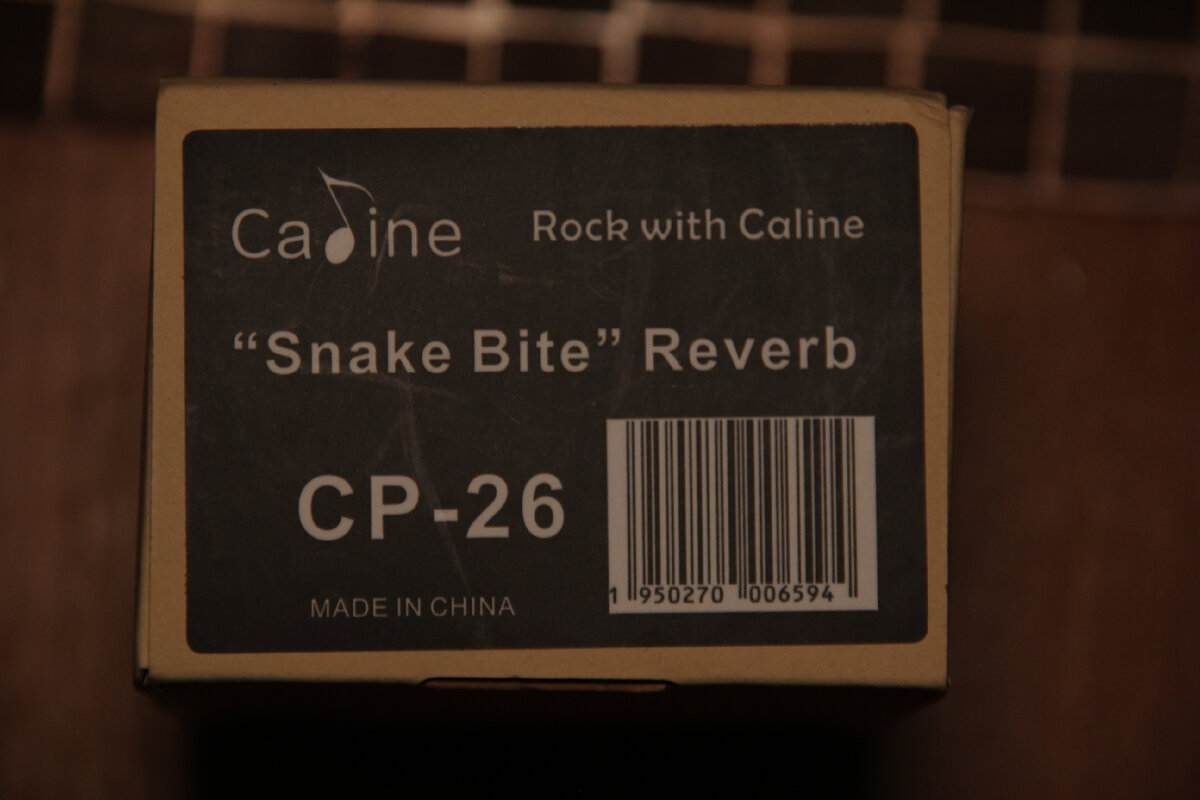 Caline Rock with Caline
“Snake Bite” Reverb
CP-26
MADE IN CHINA
1 950270 006594